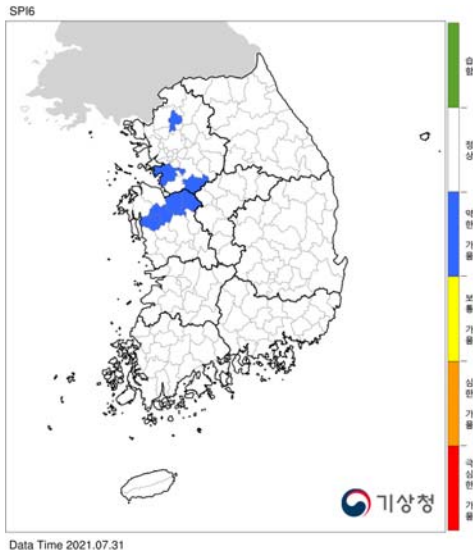 SPI6
습함
정상
약한 가뭄
보통 가뭄
심한 가뭄
극심한 가뭄
기상청
Data Time 2021.07.31